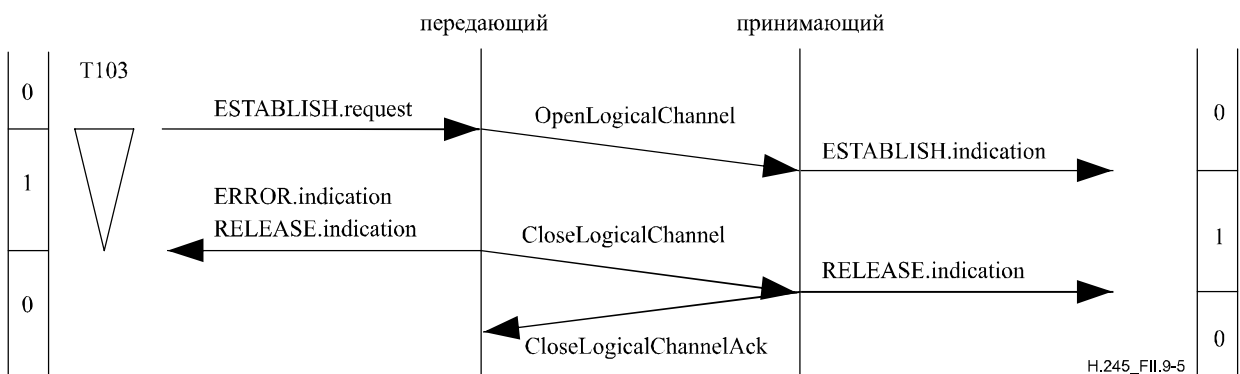 передающий принимающий
T103
0
0
ESTABLISH.request
OpenLogicalChannel
ESTABLISH.indication
1
ERROR.indication
RELEASE.indication
CloseLogicalChannel
1
RELEASE.indication
0
CloseLogicalChannelAck
0
H.245_FII.9-5